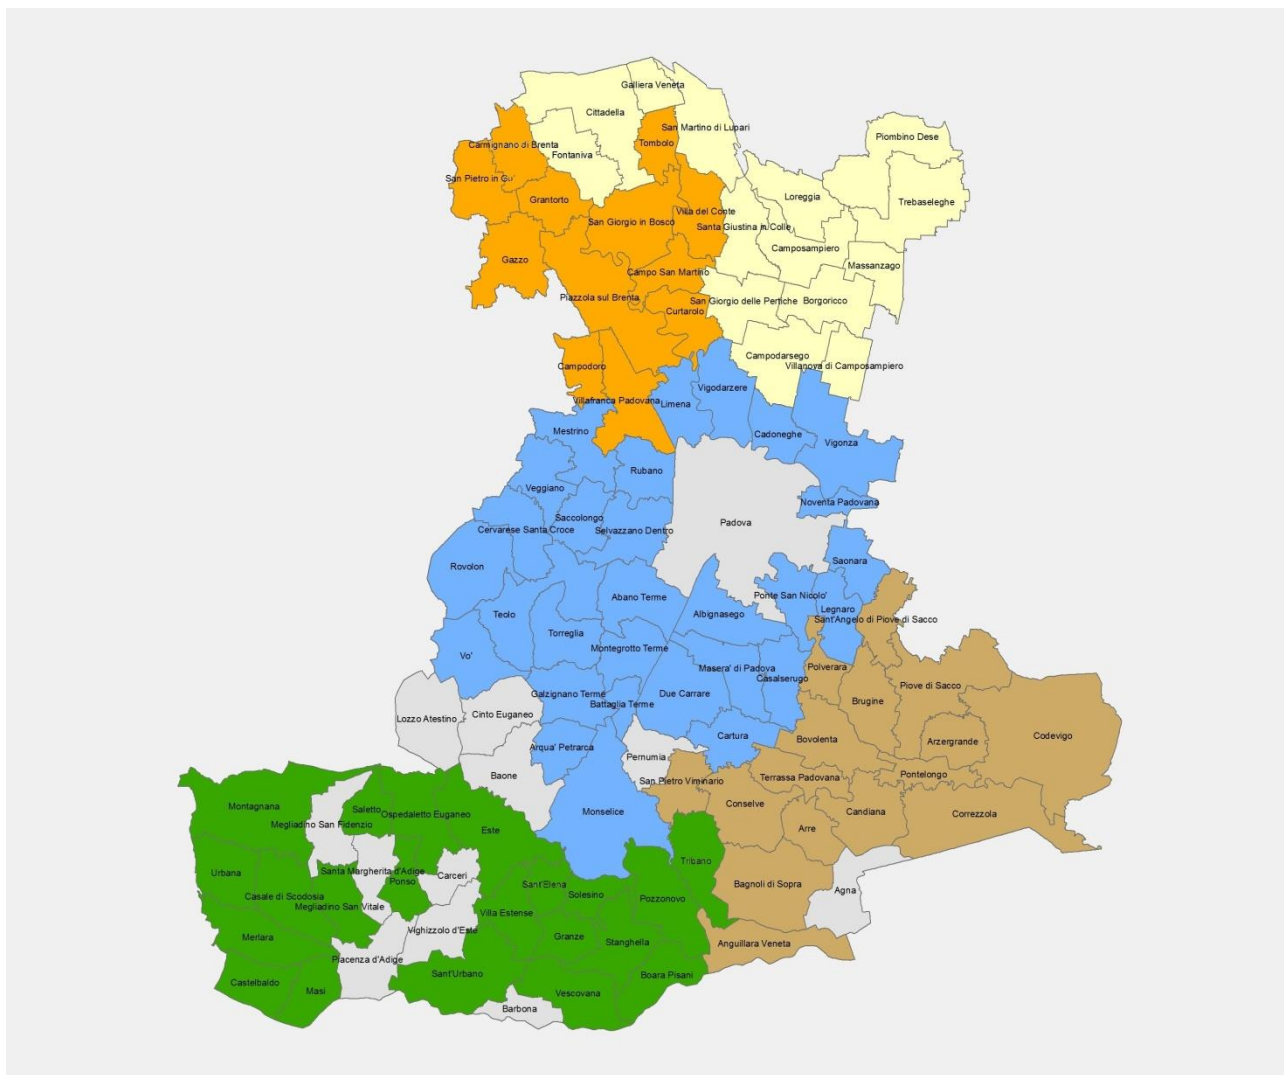 Galliera Veneta
Cittadella
San Martino di Lupari
Piombino Dese
Carmignano di Brenta
Tombolo
Fontaniva
San Pietro in Gu'
Grantorto
Loreggia
Trebaseleghe
Villa del Conte
San Giorgio in Bosco
Santa Giustina in Colle
Camposampiero
Gazzo
Massanzago
Campo San Martino
Piazzola sul Brenta
San Giorgio delle Pertiche
Borgoricco
Curtarolo
Campodarsego
Campodoro
Villanova di Camposampiero
Vigodarzere
Villafranca Padovana
Limena
Mestrino
Cadoneghe
Vigonza
Rubano
Veggiano
Noventa Padovana
Saccolongo
Padova
Cervarese Santa Croce
Selvazzano Dentro
Saonara
Rovolon
Ponte San Nicolo'
Abano Terme
Legnaro
Teolo
Albignasego
Sant'Angelo di Piove di Sacco
Torreglia
Montegrotto Terme
Vo'
Masera' di Padova
Polverara
Casalserugo
Piove di Sacco
Galzignano Terme
Due Carrare
Brugine
Battaglia Terme
Cinto Euganeo
Lozzo Atestino
Cartura
Codevigo
Bovolenta
Arzergrande
Arqua' Petrarca
Pernumia
Baone
Pontelongo
San Pietro Viminario
Terrassa Padovana
Conselve
Montagnana
Saletto
Ospedaletto Euganeo
Monselice
Candiana
Correzzola
Megliadino San Fidenzio
Este
Arre
Tribano
Urbana
Santa Margherita d'Adige
Carceri
Ponso
Sant'Elena
Bagnoli di Sopra
Agna
Casale di Scodosia
Solesino
Megliadino San Vitale
Villa Estense
Pozzonovo
Vighizzolo d'Este
Merlara
Granze
Stanghella
Anguillara Veneta
Piacenza d'Adige
Sant'Urbano
Boara Pisani
Castelbaldo
Masi
Vescovana
Barbona